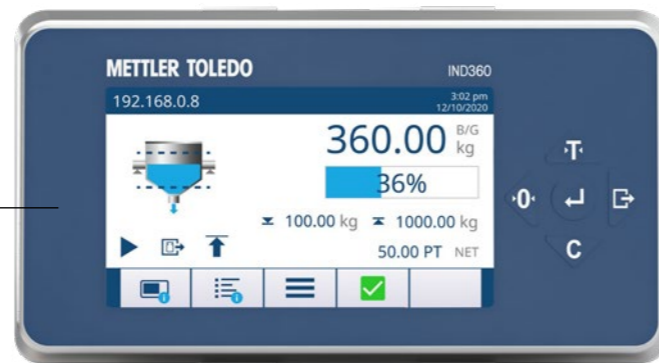 METTLER TOLEDO
IND360
192.168.0.8
3:02 pm
12/10/2020
360.00 B/G
kg
36%
100.00 kg 1000.00 kg
50.00 PT NET
T
0
C